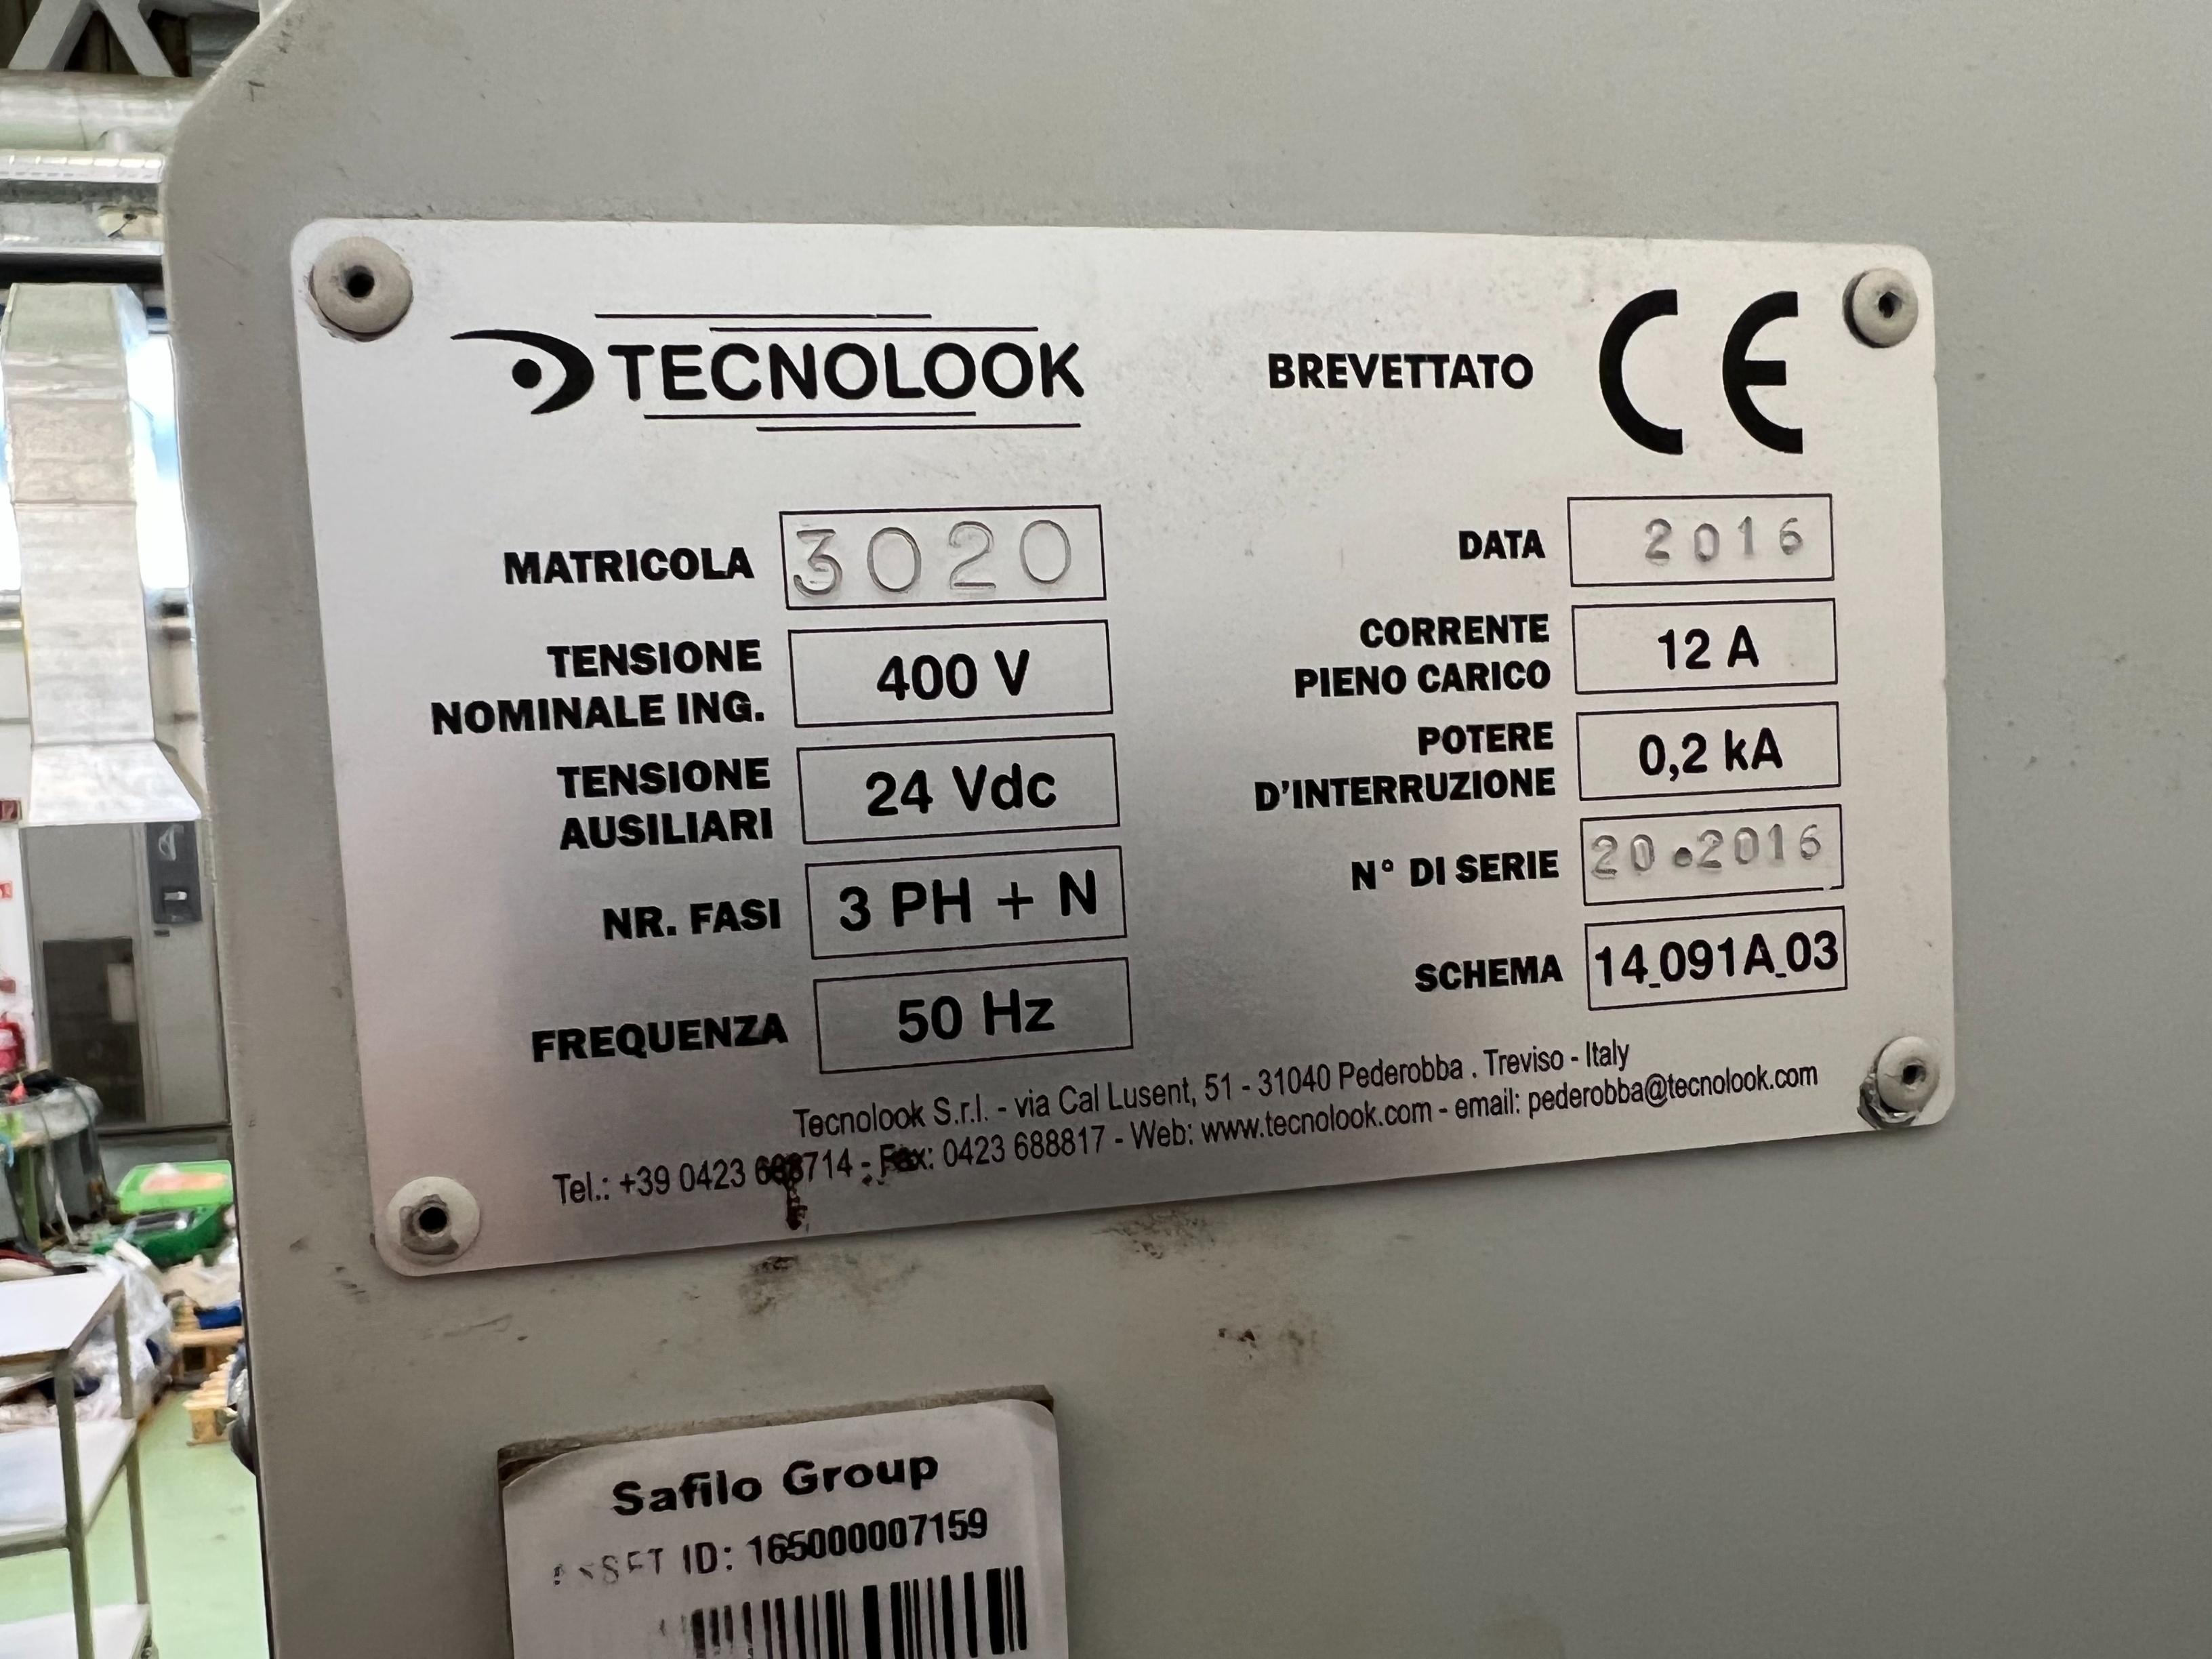 TECNOLOOK
BREVETTATO
CE
MATRICOLA 3020
TENSIONE
NOMINALE ING. 400 V
TENSIONE
AUSILIARI 24 Vdc
NR. FASI 3 PH + N
FREQUENZA 50 Hz
DATA 2016
CORRENTE
PIENO CARICO 12 A
POTERE
D'INTERRUZIONE 0,2 kA
N° DI SERIE 20.2016
SCHEMA 14_091A_03
Tecnolook S.r.l. - via Cal Lusent, 51 - 31040 Pederobba . Treviso - Italy
Tel.: +39 0423 688714 - Fax: 0423 688817 - Web: www.tecnolook.com - email: pederobba@tecnolook.com
Safilo Group
ASSET ID: 165000007159